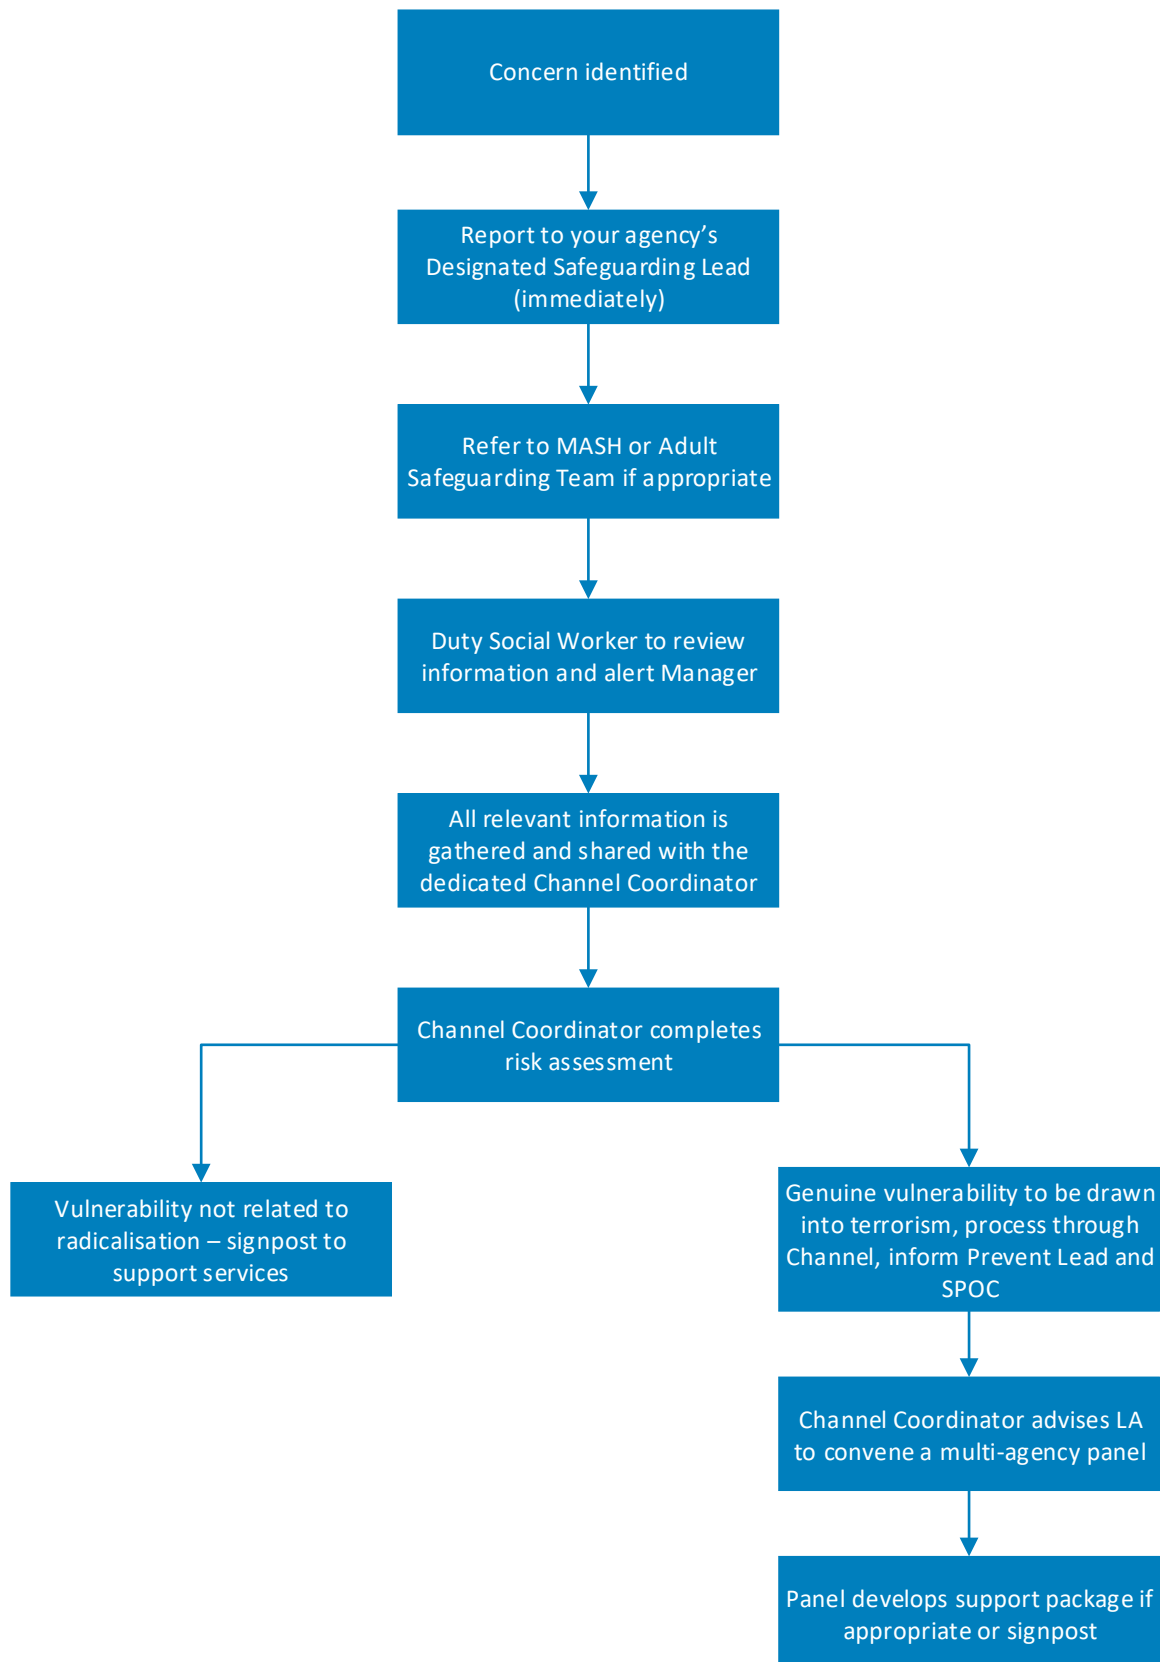 Concern identified
Report to your agency’s
Designated Safeguarding Lead
(immediately)
Refer to MASH or Adult
Safeguarding Team if appropriate
Duty Social Worker to review
information and alert Manager
All relevant information is
gathered and shared with the
dedicated Channel Coordinator
Channel Coordinator completes
risk assessment
Vulnerability not related to
radicalisation – signpost to
support services
Genuine vulnerability to be drawn
into terrorism, process through
Channel, inform Prevent Lead and
SPOC
Channel Coordinator advises LA
to convene a multi-agency panel
Panel develops support package if
appropriate or signpost